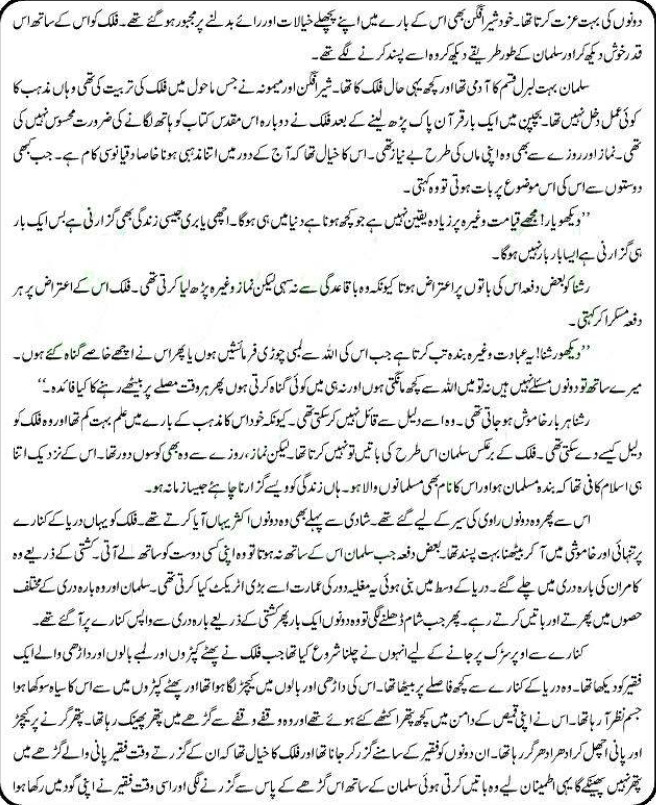 دونوں کی بہت عزت کرتا تھا۔ خود شیر افگن بھی اس کے بارے میں اپنے پچھلے خیالات اور رائے بدلنے پر مجبور ہو گئے تھے۔ فلک کو اس کے ساتھ اس
قدر خوش دیکھ کر اور سلمان کے طور طریقے دیکھ کر وہ اسے پسند کرنے لگے تھے۔
سلمان بہت لبرل قسم کا آدمی تھا اور کچھ یہی حال فلک کا تھا۔ شیر افگن اور میمونہ نے جس ماحول میں فلک کی تربیت کی تھی وہاں مذہب کا
کوئی عمل دخل نہیں تھا۔ بچپن میں ایک بار قرآن پاک پڑھ لینے کے بعد فلک نے دوبارہ اس مقدس کتاب کو ہاتھ لگانے کی ضرورت محسوس نہیں کی
تھی۔ نماز اور روزے سے بھی وہ اپنی ماں کی طرح بے نیاز تھی۔ اس کا خیال تھا کہ آج کے دور میں اتنا مذہبی ہونا خاصا دقیانوسی کام ہے۔ جب کبھی
دوستوں سے اس کی اس موضوع پر بات ہوتی تو وہ کہتی۔
’’دیکھو یار! مجھے قیامت وغیرہ پر زیادہ یقین نہیں ہے جو کچھ ہونا ہے دنیا میں ہی ہوگا۔ اچھی یا بری جیسی زندگی بھی گزارنی ہے بس ایک بار
ہی گزارنی ہے ایسا بار بار نہیں ہوگا۔
رشنا کو بعض دفعہ اس کی باتوں پر اعتراض ہوتا کیونکہ وہ باقاعدگی سے نہ سہی لیکن نماز وغیرہ پڑھ لیا کرتی تھی۔ فلک اس کے اعتراض پر ہر
دفعہ مسکرا کر کہتی۔
’’دیکھو رشنا! یہ عبادت وغیرہ بندہ تب کرتا ہے جب اس کی اللہ سے لمبی چوڑی فرمائشیں ہوں یا پھر اس نے اچھے خاصے گناہ کئے ہوں۔
میرے ساتھ تو دونوں مسئلے نہیں ہیں نہ تو میں اللہ سے کچھ مانگتی ہوں اور نہ ہی میں کوئی گناہ کرتی ہوں پھر ہر وقت مصلے پر بیٹھے رہنے کا کیا فائدہ۔‘‘
رشنا ہر بار خاموش ہو جاتی تھی۔ وہ اسے دلیل سے قائل نہیں کر سکتی تھی۔ کیونکہ خود اس کا مذہب کے بارے میں علم بہت کم تھا اور وہ فلک کو
دلیل کیسے دے سکتی تھی۔ فلک کے برعکس سلمان اس طرح کی باتیں تو نہیں کرتا تھا۔ لیکن نماز، روزے سے وہ بھی کوسوں دور تھا۔ اس کے نزدیک اتنا
ہی اسلام کافی تھا کہ بندہ مسلمان ہو اور اس کا نام بھی مسلمانوں والا ہو۔ ہاں زندگی کو ویسے گزارنا چاہئے جیسا زمانہ ہو۔
اس سے پھر وہ دونوں راوی کی سیر کے لیے گئے تھے۔ شادی سے پہلے بھی وہ دونوں اکثر یہاں آیا کرتے تھے۔ فلک کو یہاں دریا کے کنارے
پر تنہائی اور خاموشی میں آ کر بیٹھنا بہت پسند تھا۔ بعض دفعہ جب سلمان اس کے ساتھ نہ ہوتا تو وہ اپنی کسی دوست کو ساتھ لے آتی۔ کشتی کے ذریعے وہ
کامران کی بارہ دری میں چلے گئے۔ دریا کے وسط میں بنی ہوئی یہ مغلیہ دور کی عمارت اسے بڑی اٹریکٹ کیا کرتی تھی۔ سلمان اور وہ بارہ دری کے مختلف
حصوں میں پھرتے اور باتیں کرتے رہے۔ پھر جب شام ڈھلنے لگی تو وہ دونوں ایک بار پھر کشتی کے ذریعے بارہ دری سے واپس کنارے پر آ گئے تھے۔
کنارے سے اوپر سڑک پر جانے کے لیے انہوں نے چلنا شروع کیا تھا جب فلک نے پھٹے کپڑوں اور لمبے بالوں اور داڑھی والے ایک
فقیر کو دیکھا تھا۔ وہ دریا کے کنارے سے کچھ فاصلے پر بیٹھا تھا۔ اس کی داڑھی اور بالوں میں کیچڑ لگا ہوا تھا اور پھٹے کپڑوں میں سے اس کا سیاہ سوکھا ہوا
جسم نظر آ رہا تھا۔ اس نے اپنی قمیص کے دامن میں کچھ پتھر اکٹھے کئے ہوئے تھے اور وہ وقفے وقفے سے گڑھے میں پتھر پھینک رہا تھا۔ پتھر گرنے پر کیچڑ
اور پانی اچھل کر ادھر ادھر گر رہا تھا۔ ان دونوں کو فقیر کے سامنے گزر کر جانا تھا اور فلک کا خیال تھا کہ ان کے گزرتے وقت فقیر پانی والے گڑھے میں
پتھر نہیں پھینکے گا یہی اطمینان لیے وہ باتیں کرتی ہوئی سلمان کے ساتھ اس گڑھے کے پاس سے گزرنے لگی اور اسی وقت فقیر نے اپنی گود میں رکھا ہوا